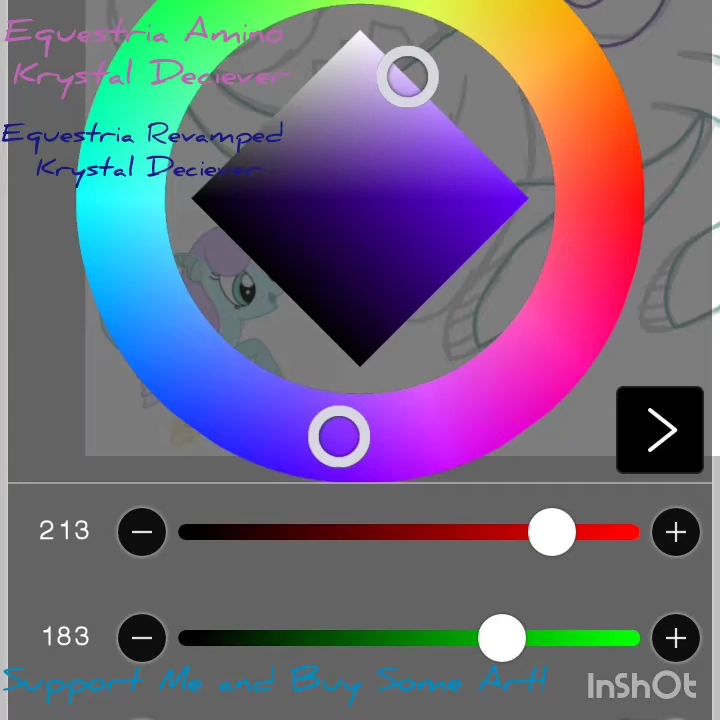 Equestria Amino
Krystal Deciever
Equestria Revamped
Krystal Deciever
213
183
Support Me and Buy Some Art!
InShOt